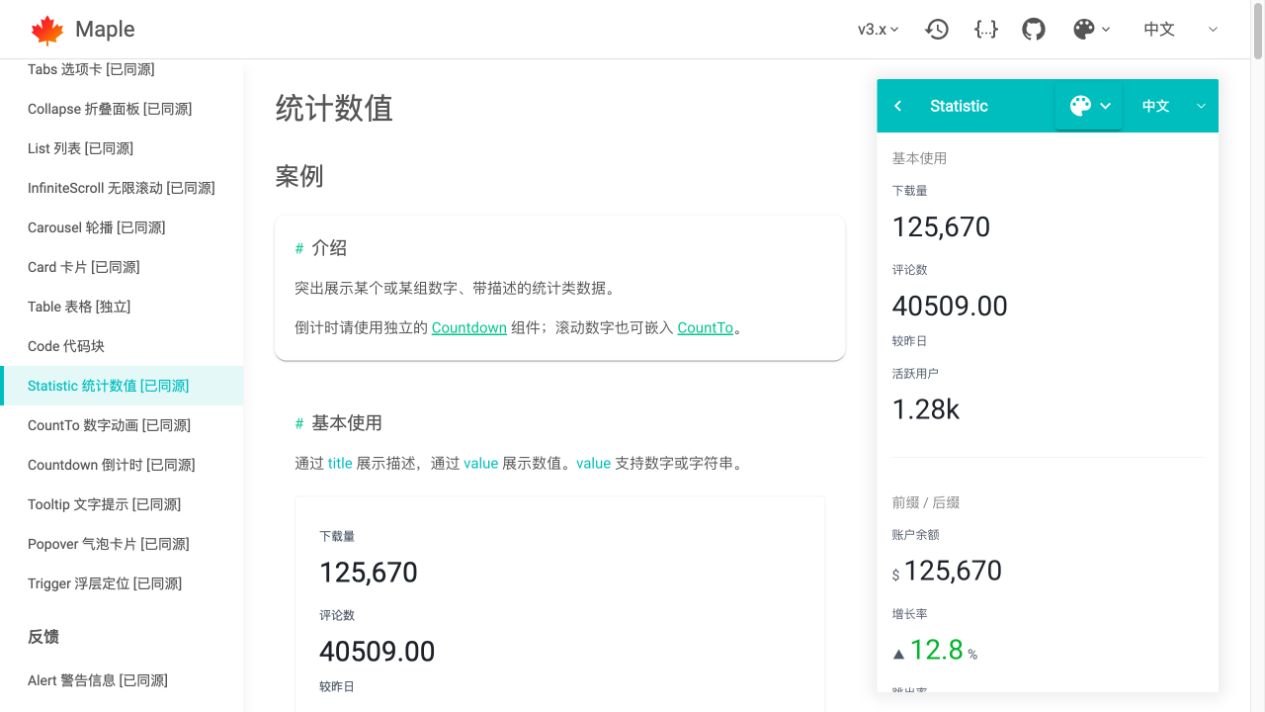 Maple
v3.x
{...}
中文
Tabs 选项卡 [已同源]
Collapse 折叠面板 [已同源]
List 列表 [已同源]
InfiniteScroll 无限滚动 [已同源]
Carousel 轮播 [已同源]
Card 卡片 [已同源]
Table 表格 [独立]
Code 代码块
Statistic 统计数值 [已同源]
CountTo 数字动画 [已同源]
Countdown 倒计时 [已同源]
Tooltip 文字提示 [已同源]
Popover 气泡卡片 [已同源]
Trigger 浮层定位 [已同源]
反馈
Alert 警告信息 [已同源]
统计数值
案例
# 介绍
突出展示某个或某组数字、带描述的统计类数据。
倒计时请使用独立的 Countdown 组件；滚动数字也可嵌入 CountTo。
# 基本使用
通过 title 展示描述，通过 value 展示数值。value 支持数字或字符串。
下载量
125,670
评论数
40509.00
较昨日
Statistic
中文
基本使用
下载量
125,670
评论数
40509.00
较昨日
活跃用户
1.28k
前缀 / 后缀
账户余额
$ 125,670
增长率
▲ 12.8 %